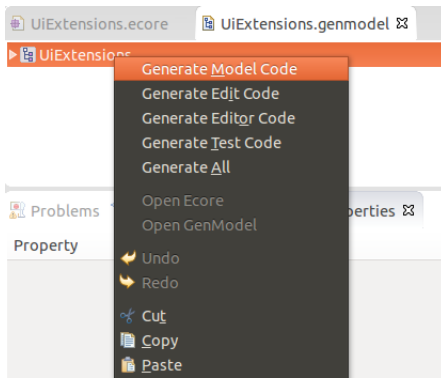 UiExtensions.ecore UiExtensions.genmodel
UiExtensions
Generate Model Code
Generate Edit Code
Generate Editor Code
Generate Test Code
Generate All
Open Ecore
Open GenModel
Problems
Property
Undo
Redo
Cut
Copy
Paste